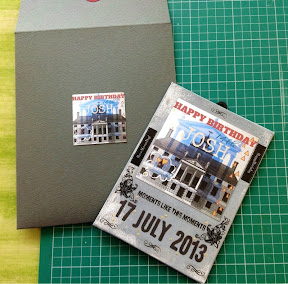 HAPPY BIRTHDAY
JOSH
HAPPY BIRTHDAY
JOSH
MOMENTS LIKE THIS MOMENTS
17 JULY 2013